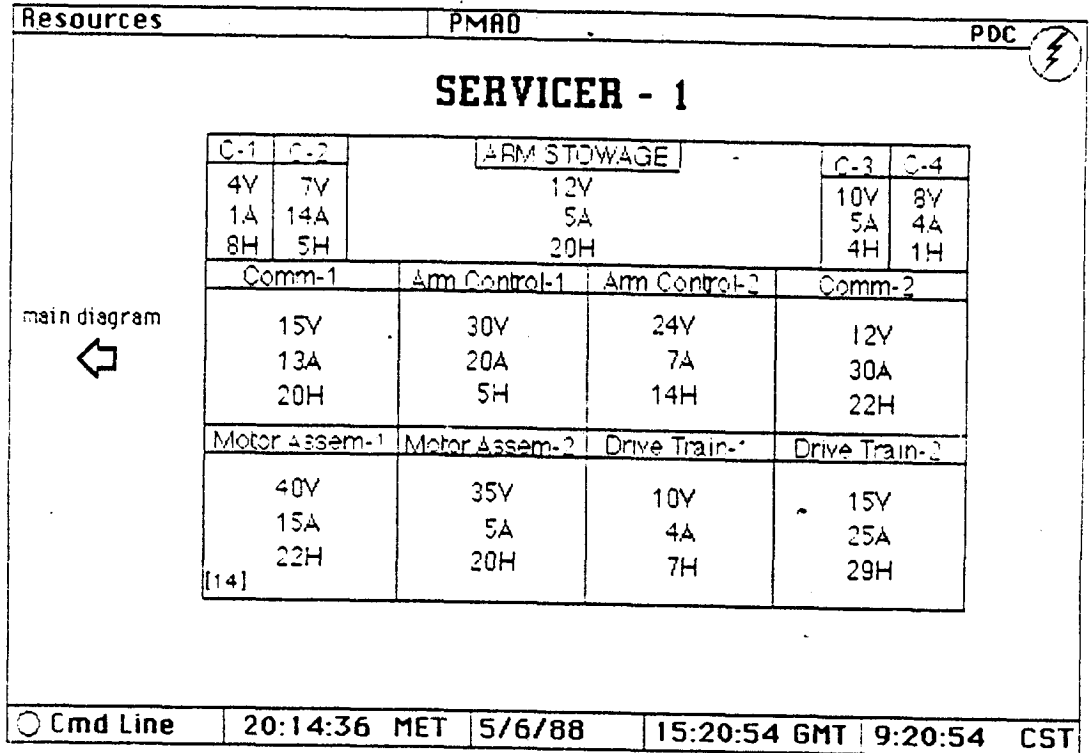 Resources PMAD PDC
SERVICER - 1
C-1 C-2 ARM STOWAGE C-3 C-4
4V 7V 12V 10V 8V
1A 14A 5A 5A 4A
8H 5H 20H 4H 1H
Comm-1 Arm Control-1 Arm Control-2 Comm-2
main diagram 15V 30V 24V 12V
13A 20A 7A 30A
20H 5H 14H 22H
Motor Assem-1 Motor Assem-2 Drive Train-1 Drive Train-2
40V 35V 10V 15V
15A 5A 4A 25A
22H 20H 7H 29H
[14]
Cmd Line 20:14:36 MET 5/6/88 15:20:54 GMT 9:20:54 CST